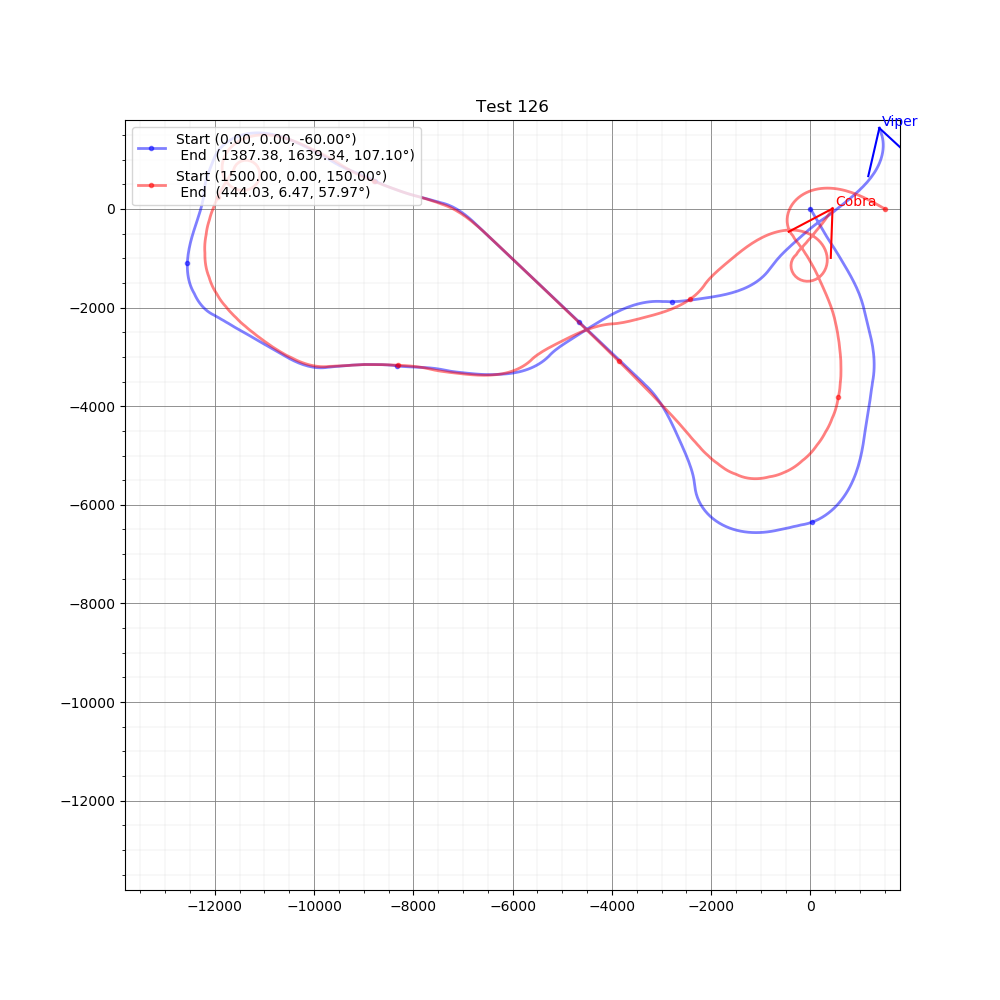 Test 126
Start (0.00, 0.00, -60.00°)
End (1387.38, 1639.34, 107.10°)
Start (1500.00, 0.00, 150.00°)
End (444.03, 6.47, 57.97°)
Viper
Cobra
0
−2000
−4000
−6000
−8000
−10000
−12000
−12000 −10000 −8000 −6000 −4000 −2000 0